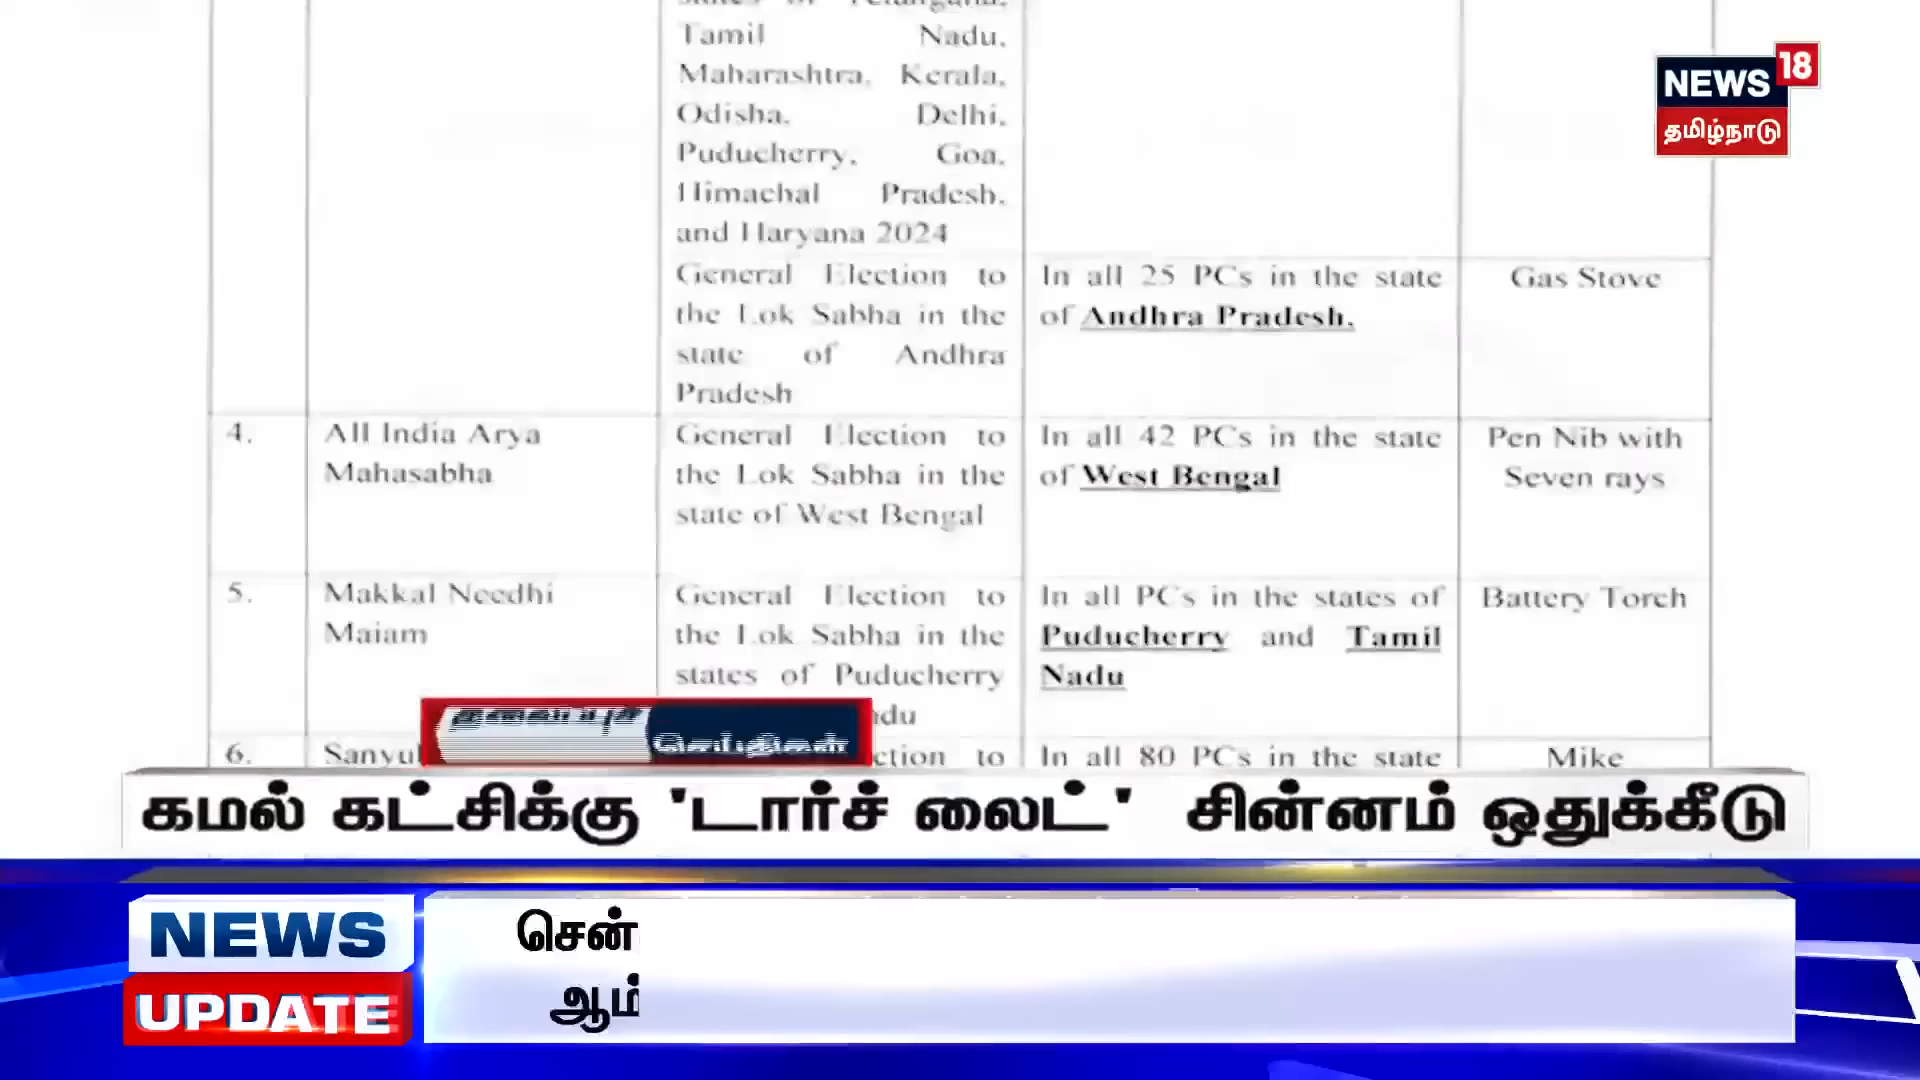 Tamil Nadu,
Maharashtra, Kerala,
Odisha, Delhi,
Puducherry, Goa,
Himachal Pradesh,
and Haryana 2024
General Election to
the Lok Sabha in the
state of Andhra
Pradesh
In all 25 PCs in the state
of Andhra Pradesh.
Gas Stove
4.
All India Arya
Mahasabha
General Election to
the Lok Sabha in the
state of West Bengal
In all 42 PCs in the state
of West Bengal
Pen Nib with
Seven rays
5.
Makkal Needhi
Maiam
General Election to
the Lok Sabha in the
states of Puducherry
In all PCs in the states of
Puducherry and Tamil
Nadu
Battery Torch
6.
to
In all 80 PCs in the state
Mike
NEWS 18
தமிழ்நாடு
தலைப்புச்
செய்திகள்
கமல் கட்சிக்கு 'டார்ச் லைட்' சின்னம் ஒதுக்கீடு
NEWS
UPDATE